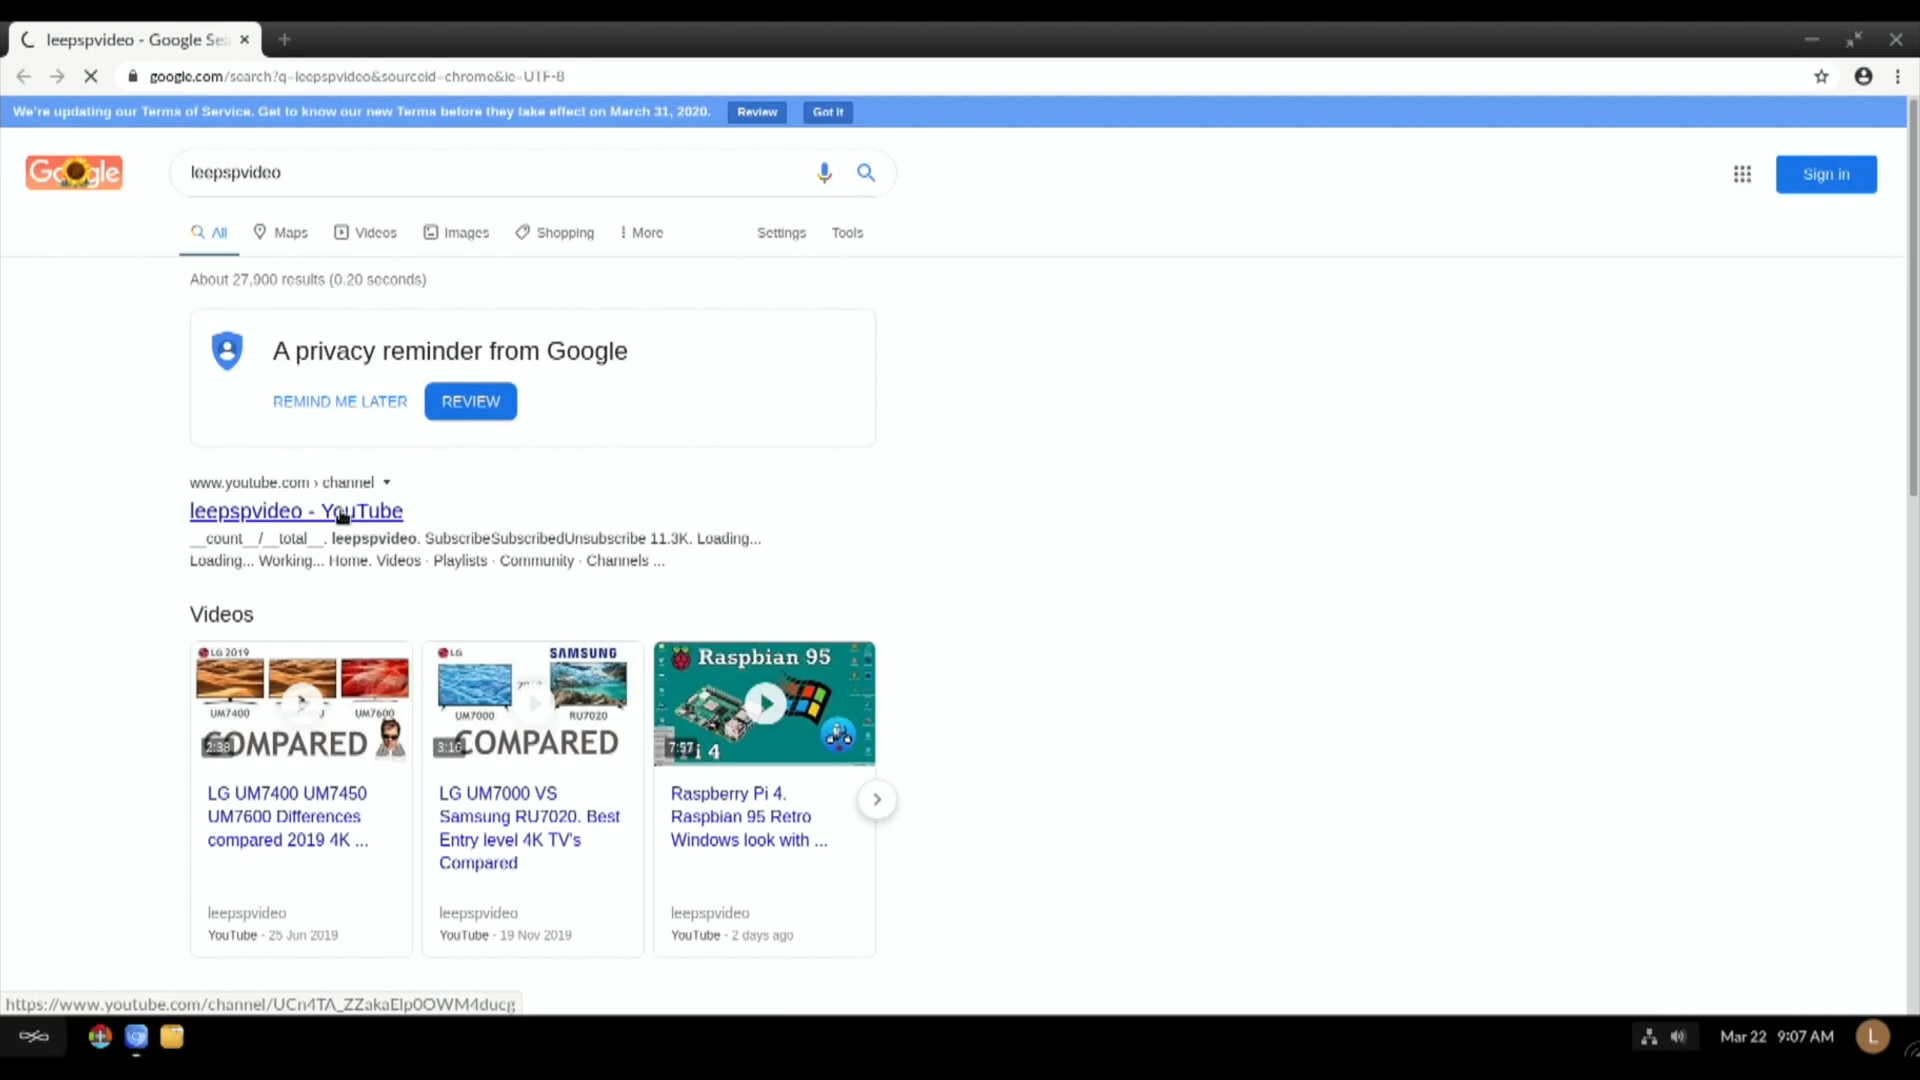 leepspvideo - Google Sea
google.com/search?q=leepspvideo&sourceid=chrome&ie=UTF-8
We're updating our Terms of Service. Get to know our new Terms before they take effect on March 31, 2020. Review Got it
Google
leepspvideo
Sign in
All Maps Videos Images Shopping More Settings Tools
About 27,900 results (0.20 seconds)
A privacy reminder from Google
REMIND ME LATER REVIEW
www.youtube.com › channel
leepspvideo - YouTube
__count__/__total__. leepspvideo. SubscribeSubscribedUnsubscribe 11.3K. Loading...
Loading... Working... Home. Videos · Playlists · Community · Channels ...
Videos
LG 2019
UM7400 UM7600
COMPARED
2:38
LG UM7400 UM7450
UM7600 Differences
compared 2019 4K ...
leepspvideo
YouTube - 25 Jun 2019
LG SAMSUNG
UM7000 RU7020
COMPARED
3:16
LG UM7000 VS
Samsung RU7020. Best
Entry level 4K TV's
Compared
leepspvideo
YouTube - 19 Nov 2019
Raspbian 95
7:57
Pi 4
Raspberry Pi 4.
Raspbian 95 Retro
Windows look with ...
leepspvideo
YouTube - 2 days ago
https://www.youtube.com/channel/UCn4TA_ZZakaElp0OWM4ducg
Mar 22 9:07 AM
L